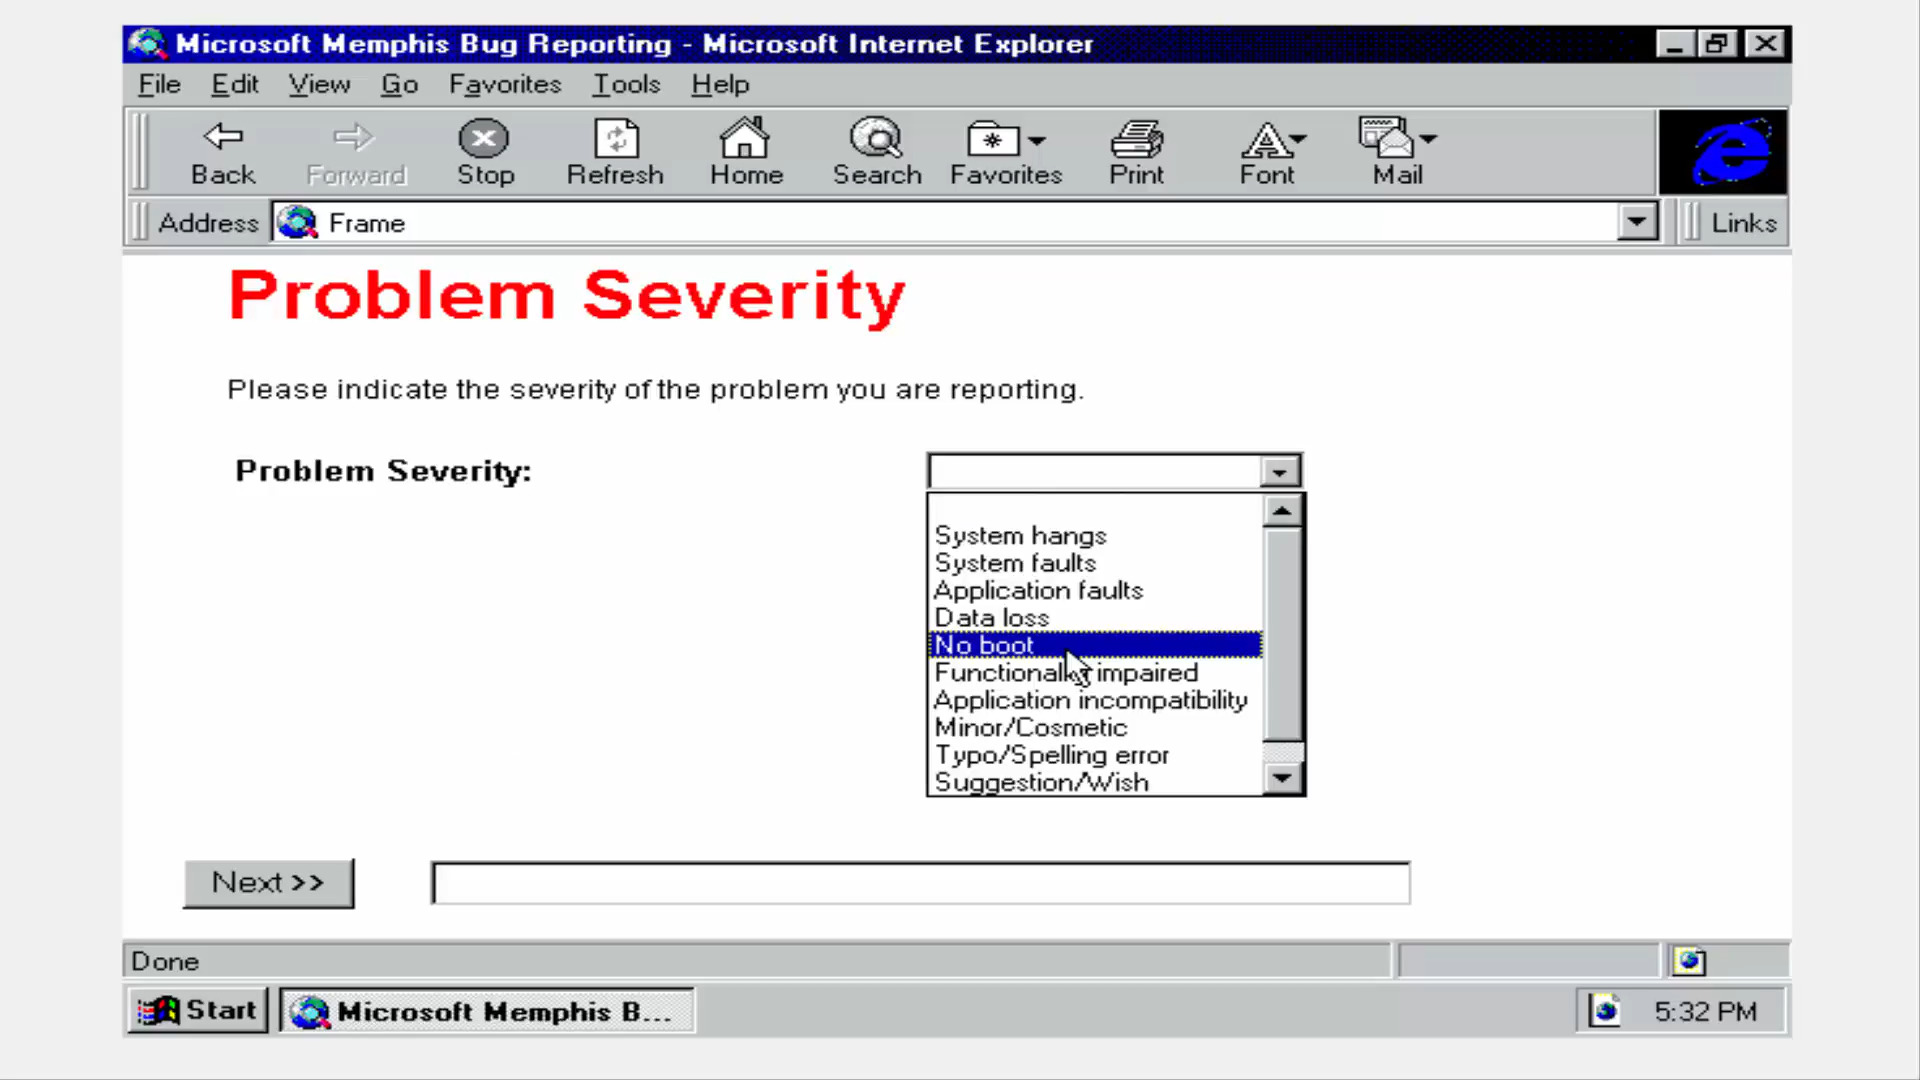 Microsoft Memphis Bug Reporting - Microsoft Internet Explorer
File Edit View Go Favorites Tools Help
Back Forward Stop Refresh Home Search Favorites Print Font Mail
Address Frame Links
Problem Severity
Please indicate the severity of the problem you are reporting.
Problem Severity:
System hangs
System faults
Application faults
Data loss
No boot
Functionality impaired
Application incompatibility
Minor/Cosmetic
Typo/Spelling error
Suggestion/Wish
Next >>
Done
Start Microsoft Memphis B... 5:32 PM